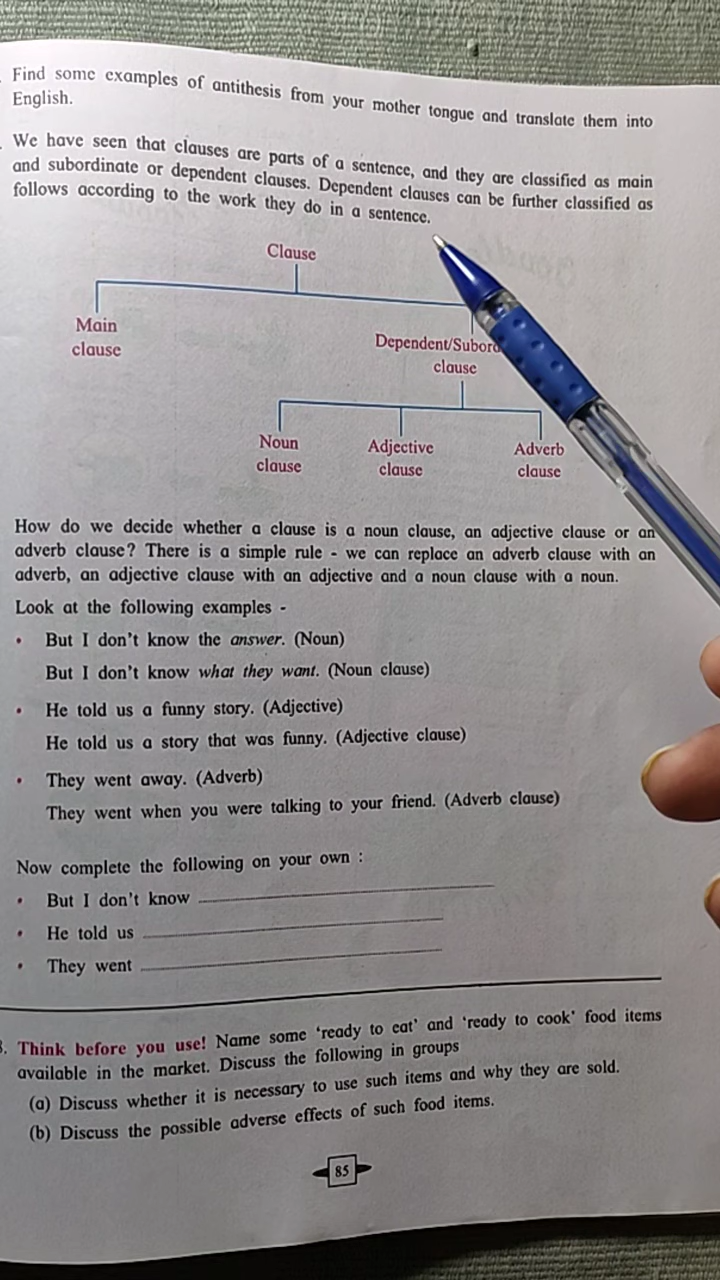 Find some examples of antithesis from your mother tongue and translate them into
English.
We have seen that clauses are parts of a sentence, and they are classified as main
and subordinate or dependent clauses. Dependent clauses can be further classified as
follows according to the work they do in a sentence.
Clause
Main
clause
Dependent/Subord
clause
Noun
clause
Adjective
clause
Adverb
clause
How do we decide whether a clause is a noun clause, an adjective clause or an
adverb clause? There is a simple rule - we can replace an adverb clause with an
adverb, an adjective clause with an adjective and a noun clause with a noun.
Look at the following examples -
• But I don't know the answer. (Noun)
But I don't know what they want. (Noun clause)
• He told us a funny story. (Adjective)
He told us a story that was funny. (Adjective clause)
• They went away. (Adverb)
They went when you were talking to your friend. (Adverb clause)
Now complete the following on your own :
• But I don't know
• He told us
• They went
3. Think before you use! Name some 'ready to eat' and 'ready to cook' food items
available in the market. Discuss the following in groups
(a) Discuss whether it is necessary to use such items and why they are sold.
(b) Discuss the possible adverse effects of such food items.
85